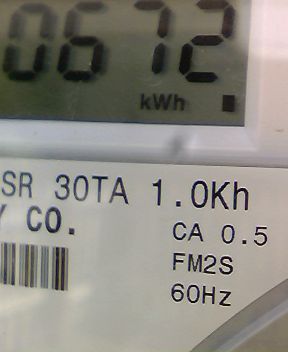 0672
kWh
SR 30TA 1.0Kh
Y CO.
CA 0.5
FM2S
60Hz